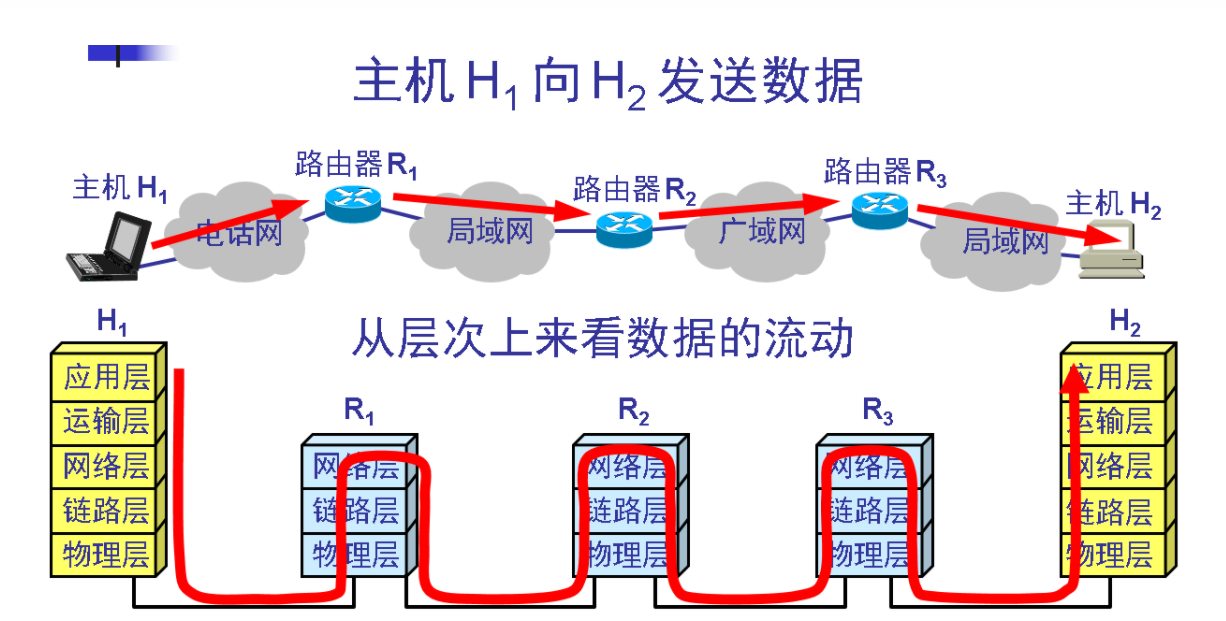 主机 H₁ 向 H₂ 发送数据
主机 H₁
路由器 R₁
路由器 R₂
路由器 R₃
主机 H₂
电话网
局域网
广域网
局域网
从层次上来看数据的流动
H₁
应用层
运输层
网络层
链路层
物理层
R₁
网络层
链路层
物理层
R₂
网络层
链路层
物理层
R₃
网络层
链路层
物理层
H₂
应用层
运输层
网络层
链路层
物理层